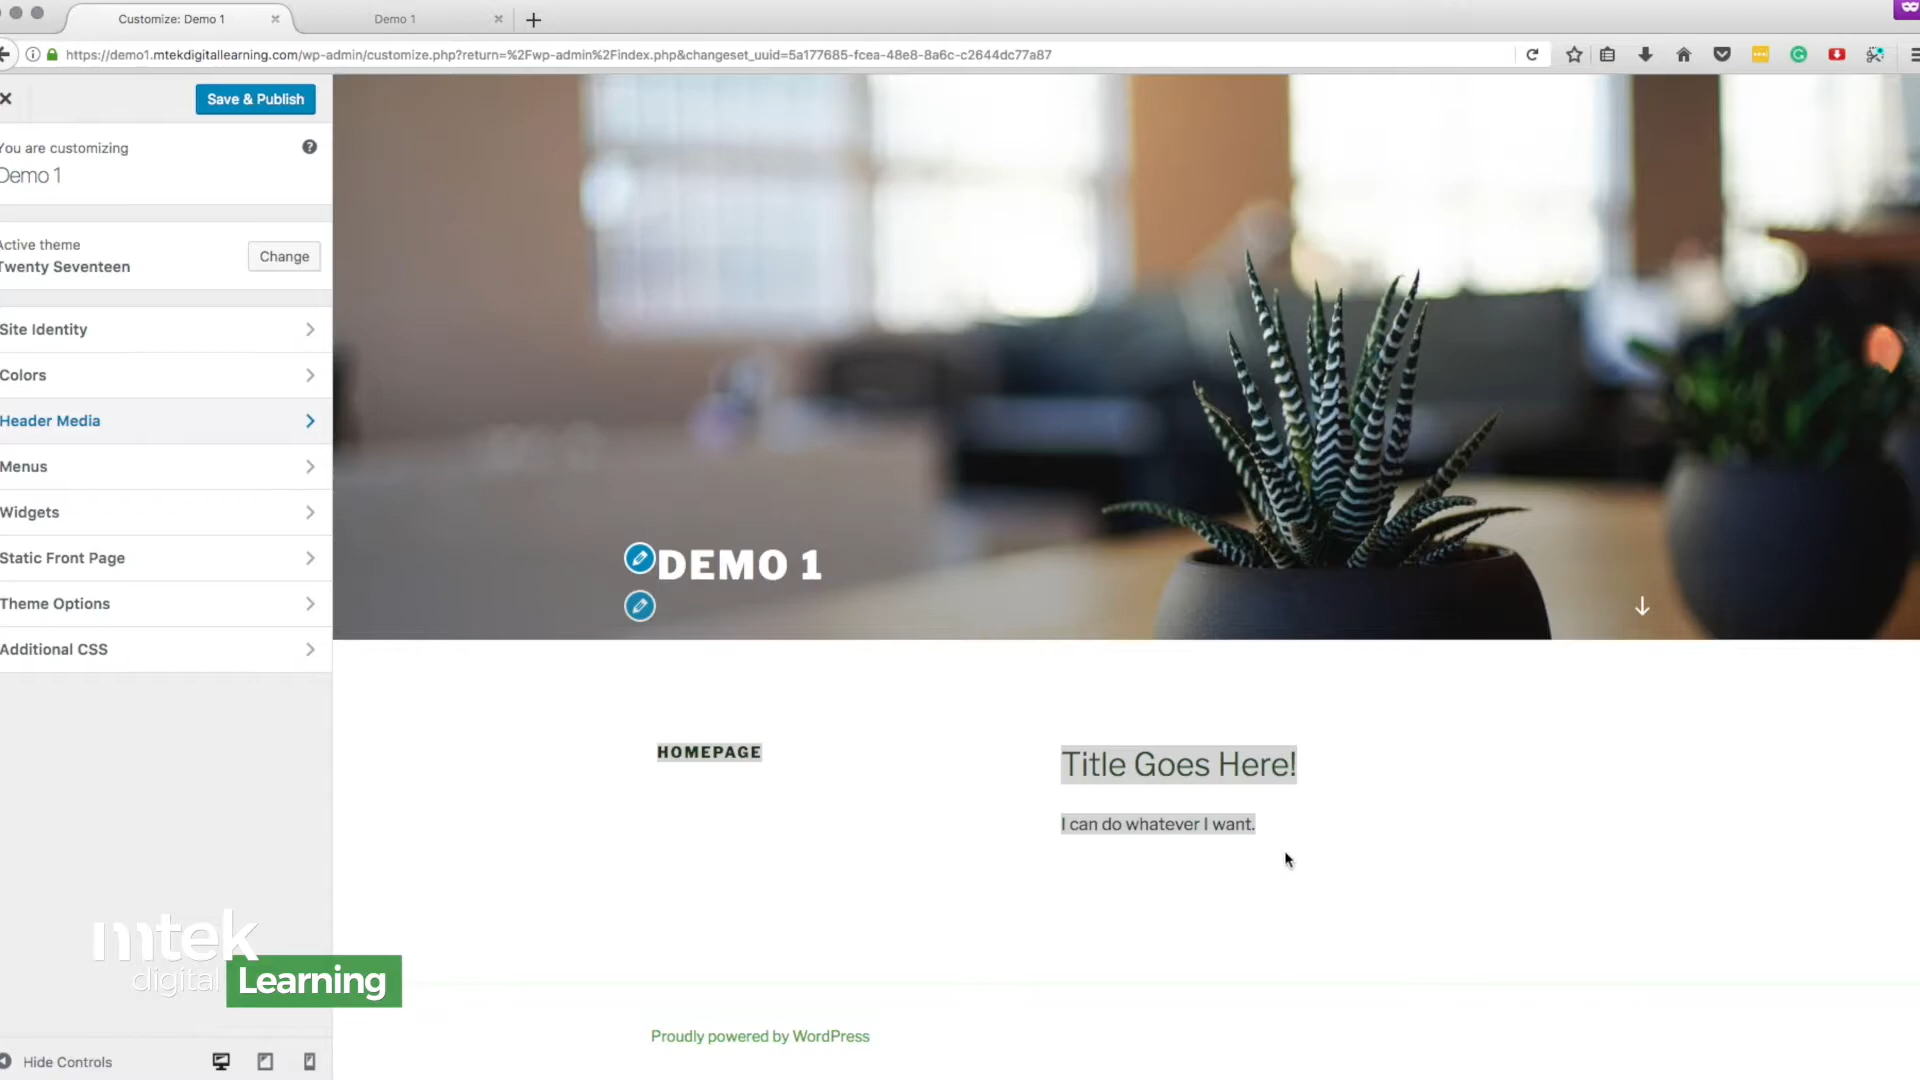 Customize: Demo 1
Demo 1
https://demo1.mtekdigitallearning.com/wp-admin/customize.php?return=%2Fwp-admin%2Findex.php&changeset_uuid=5a177685-fcea-48e8-8a6c-c2644dc77a87
Save & Publish
You are customizing
Demo 1
Active theme
Twenty Seventeen
Change
Site Identity
Colors
Header Media
Menus
Widgets
Static Front Page
Theme Options
Additional CSS
DEMO 1
HOMEPAGE
Title Goes Here!
I can do whatever I want.
mtek
digital Learning
Proudly powered by WordPress
Hide Controls